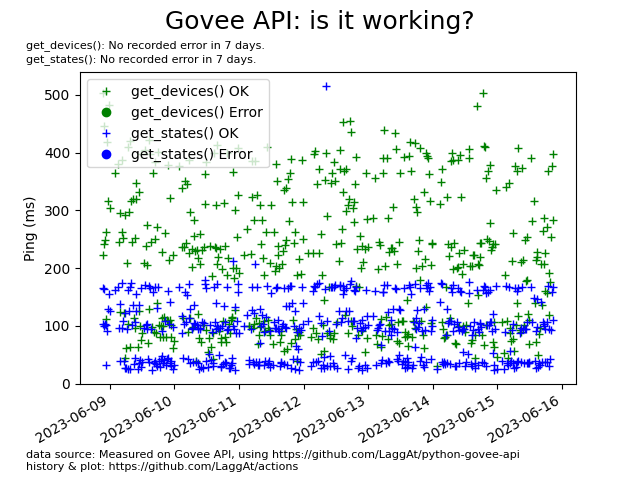 Govee API: is it working?
get_devices(): No recorded error in 7 days.
get_states(): No recorded error in 7 days.
get_devices() OK
get_devices() Error
get_states() OK
get_states() Error
Ping (ms)
500
400
300
200
100
0
2023-06-09
2023-06-10
2023-06-11
2023-06-12
2023-06-13
2023-06-14
2023-06-15
2023-06-16
data source: Measured on Govee API, using https://github.com/LaggAt/python-govee-api
history & plot: https://github.com/LaggAt/actions